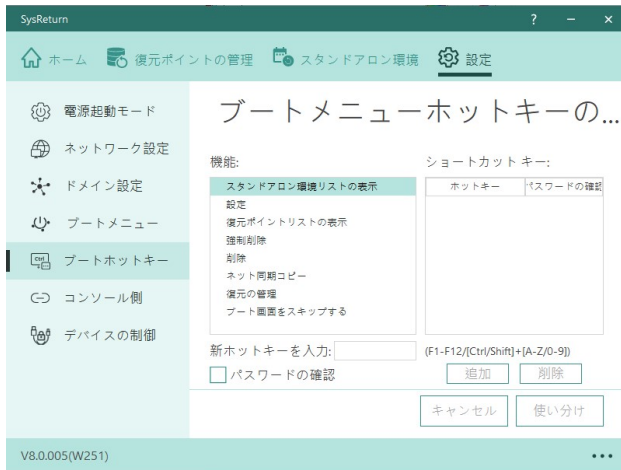 SysReturn
ホーム 復元ポイントの管理 スタンドアロン環境 設定
電源起動モード
ネットワーク設定
ドメイン設定
ブートメニュー
ブートホットキー
コンソール側
デバイスの制御
ブートメニューホットキーの...
機能:
スタンドアロン環境リストの表示
設定
復元ポイントリストの表示
強制削除
削除
ネット同期コピー
復元の管理
ブート画面をスキップする
ショートカット キー:
ホットキー パスワードの確認
新ホットキーを入力: (F1-F12/[Ctrl/Shift]+[A-Z/0-9])
パスワードの確認 追加 削除
キャンセル 使い分け
V8.0.005(W251)